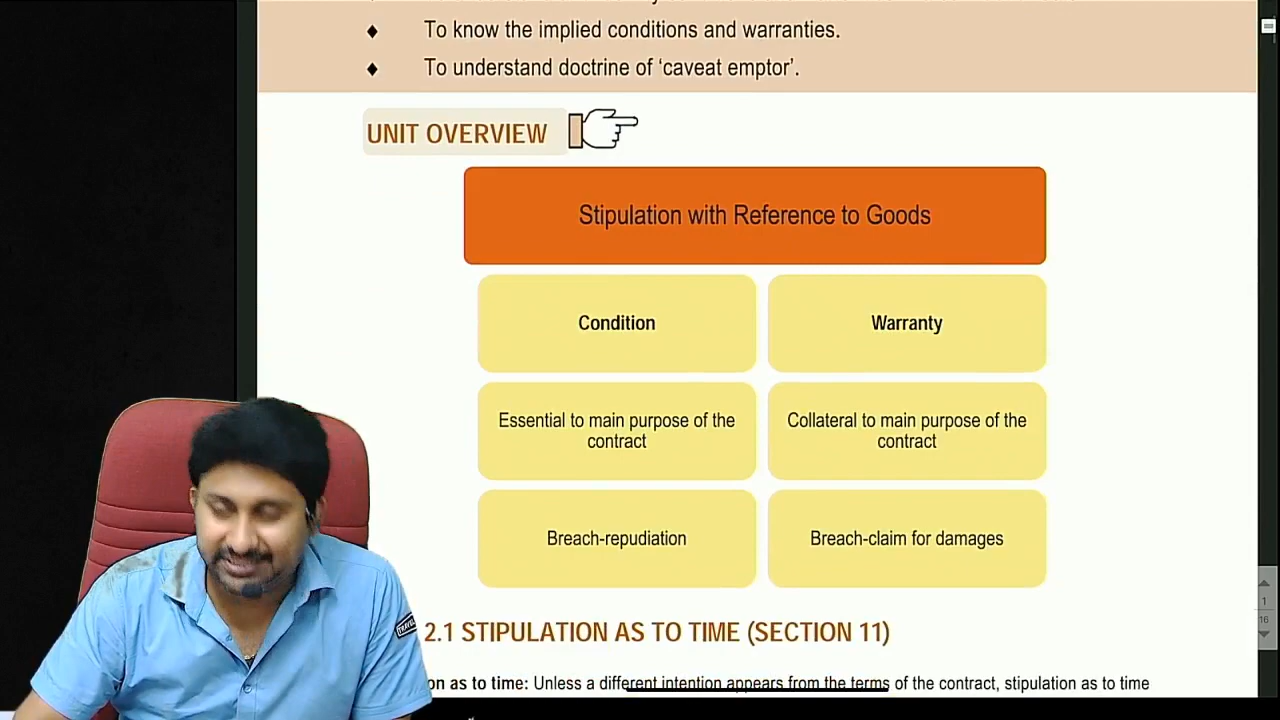 To know the implied conditions and warranties.
To understand doctrine of ‘caveat emptor’.
UNIT OVERVIEW
Stipulation with Reference to Goods
Condition
Warranty
Essential to main purpose of the
contract
Collateral to main purpose of the
contract
Breach-repudiation
Breach-claim for damages
2.1 STIPULATION AS TO TIME (SECTION 11)
on as to time: Unless a different intention appears from the terms of the contract, stipulation as to time
1
16